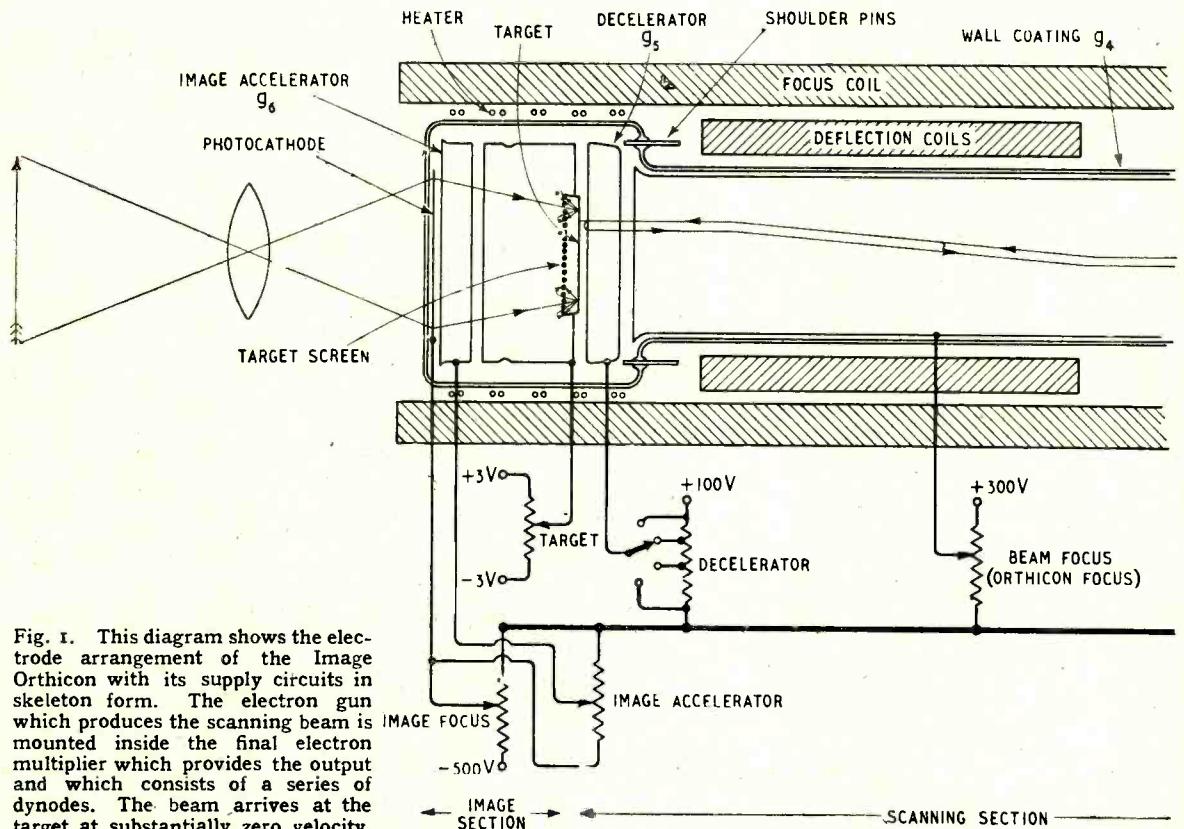 HEATER
TARGET
DECELERATOR
g5
SHOULDER PINS
WALL COATING g4
IMAGE ACCELERATOR
g6
PHOTOCATHODE
FOCUS COIL
DEFLECTION COILS
TARGET SCREEN
+3V
TARGET
-3V
+100V
DECELERATOR
+300V
BEAM FOCUS
(ORTHICON FOCUS)
IMAGE ACCELERATOR
IMAGE FOCUS
-500V
Fig. 1. This diagram shows the elec-
trode arrangement of the Image
Orthicon with its supply circuits in
skeleton form. The electron gun
which produces the scanning beam is
mounted inside the final electron
multiplier which provides the output
and which consists of a series of
dynodes. The beam arrives at the
target at substantially zero velocity.
IMAGE
SECTION
SCANNING SECTION